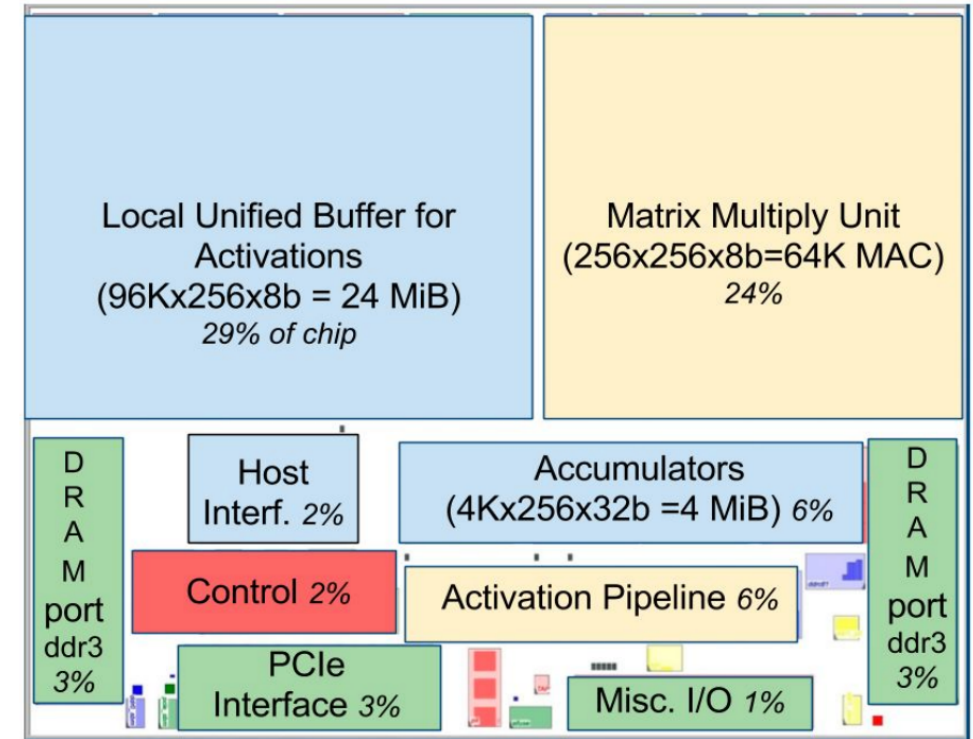 Local Unified Buffer for
Activations
(96Kx256x8b = 24 MiB)
29% of chip
Matrix Multiply Unit
(256x256x8b=64K MAC)
24%
D
R
A
M
port
ddr3
3%
Host
Interf. 2%
Accumulators
(4Kx256x32b =4 MiB) 6%
D
R
A
M
port
ddr3
3%
Control 2%
Activation Pipeline 6%
PCIe
Interface 3%
Misc. I/O 1%